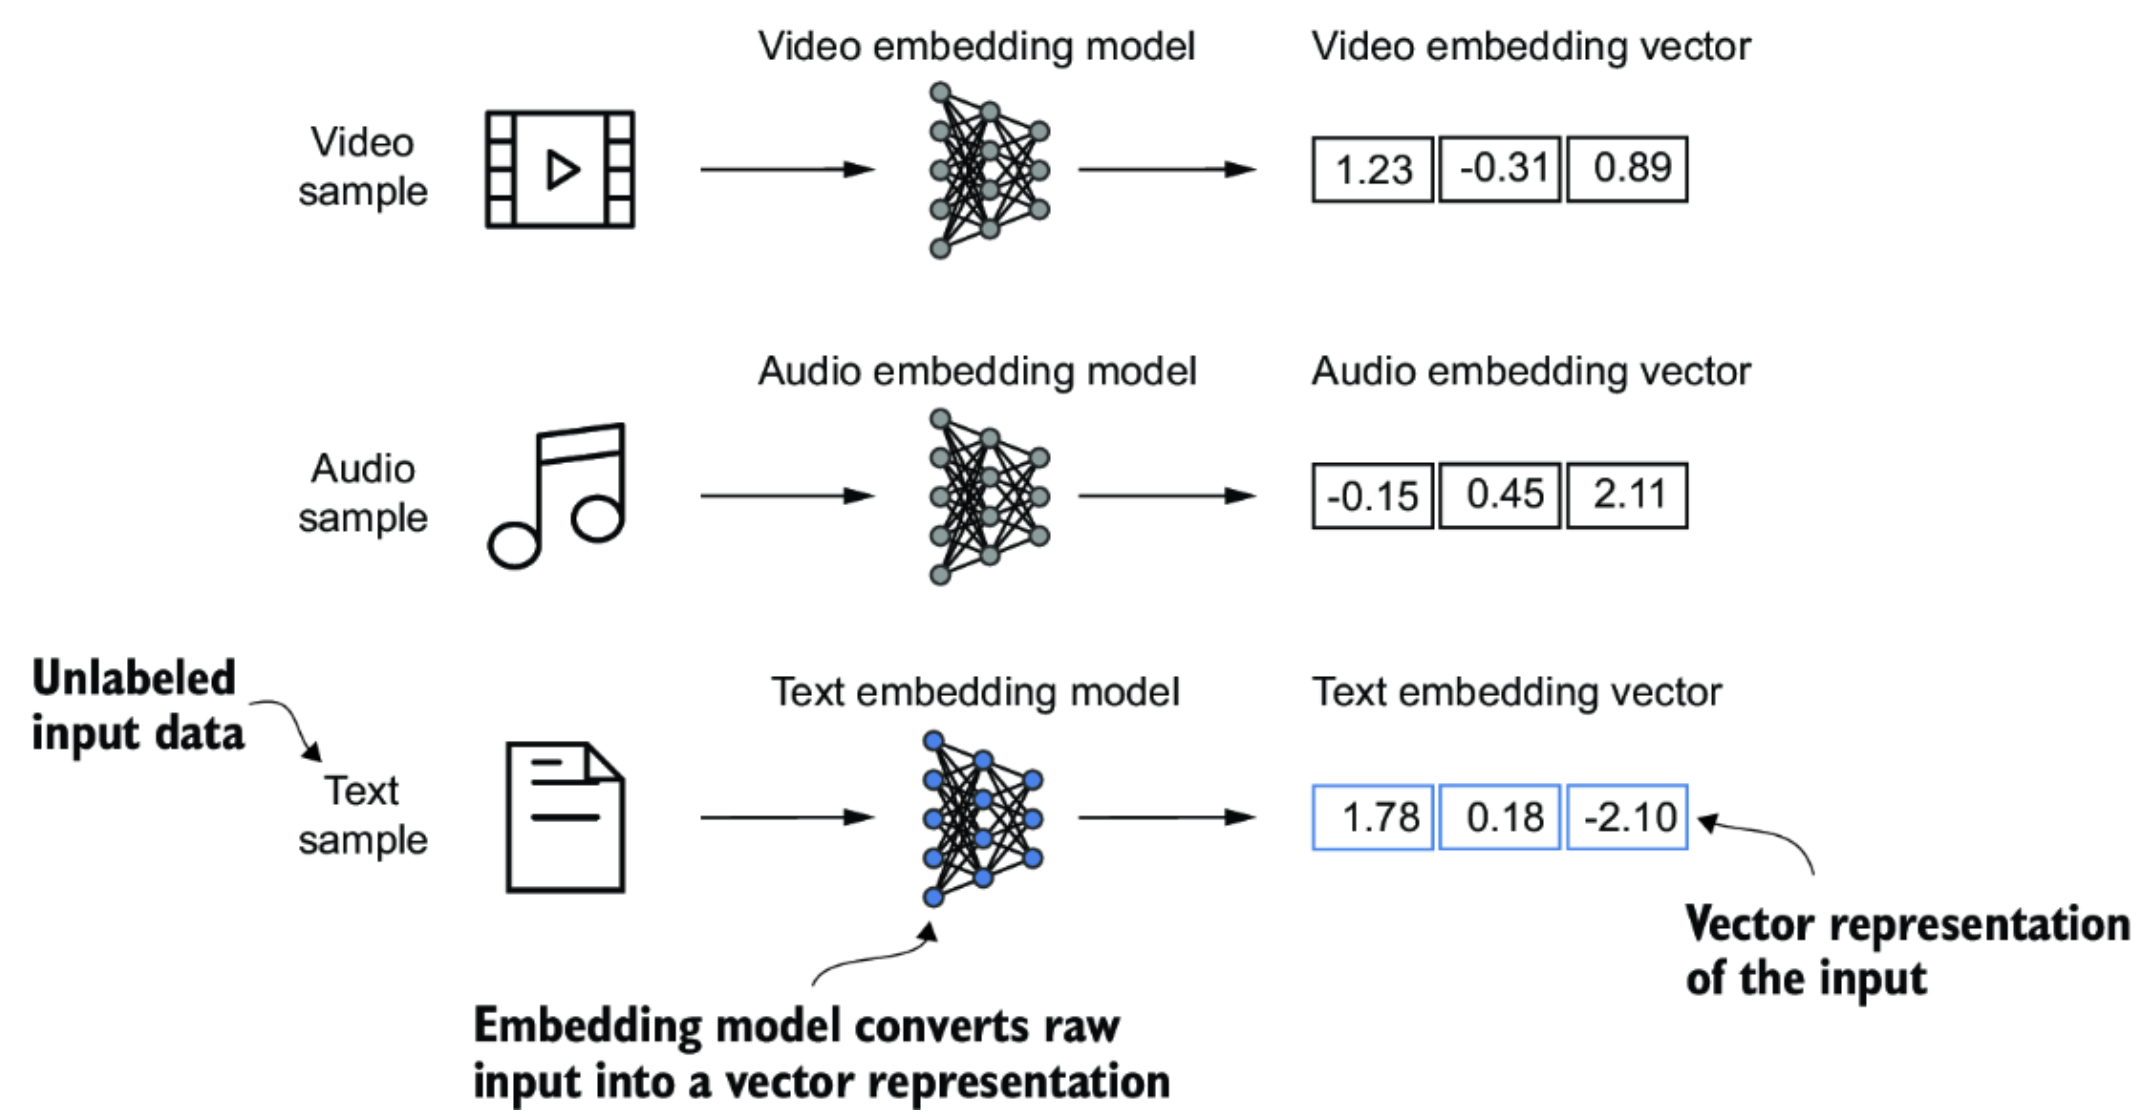 Video embedding model
Video embedding vector
Video
sample
1.23 -0.31 0.89
Audio embedding model
Audio embedding vector
Audio
sample
-0.15 0.45 2.11
Unlabeled
input data
Text embedding model
Text embedding vector
Text
sample
1.78 0.18 -2.10
Vector representation
of the input
Embedding model converts raw
input into a vector representation